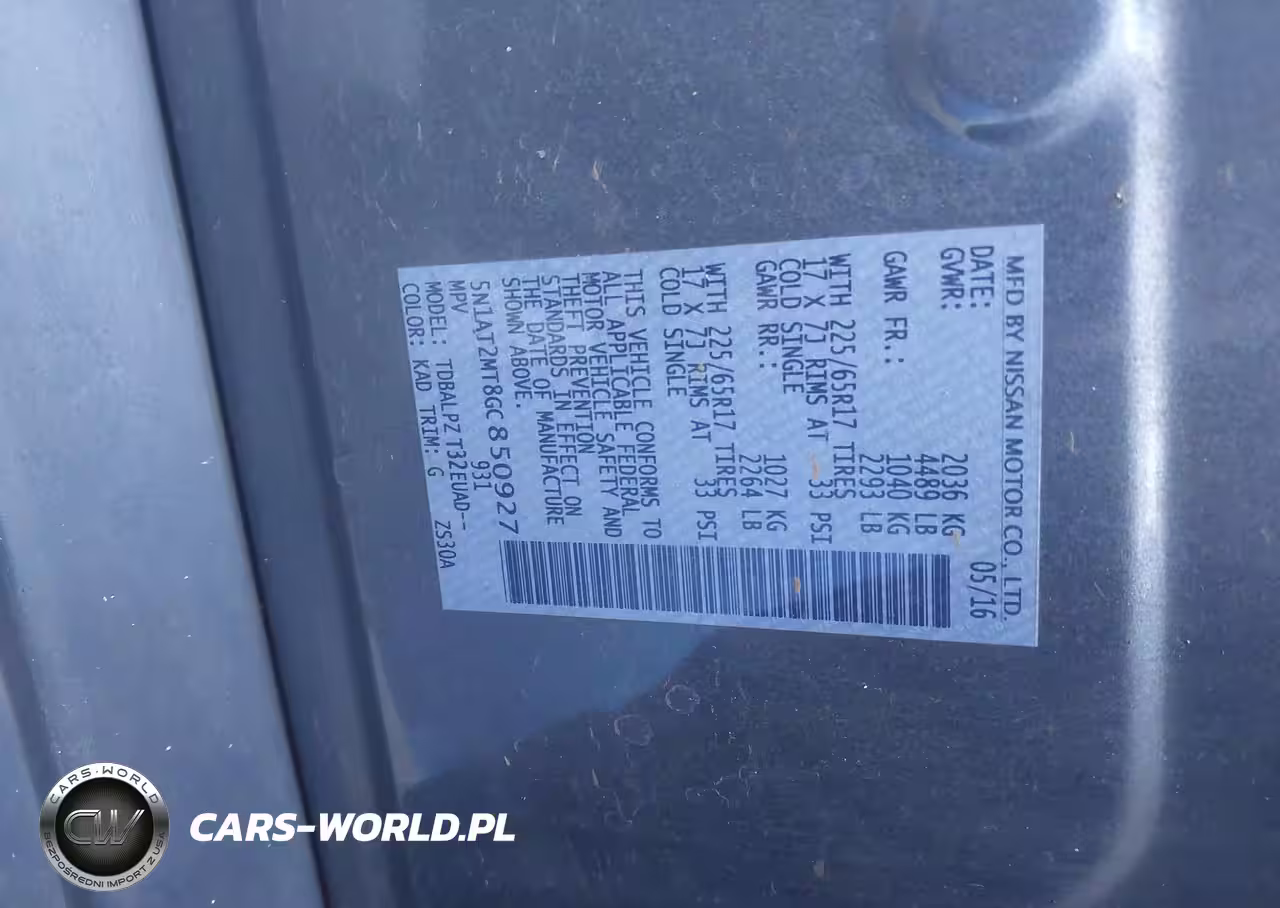 MFD BY NISSAN MOTOR CO., LTD.
DATE: 05/16
GVWR: 2036 KG
4489 LB
GAWR FR.: 1040 KG
2293 LB
WITH 225/65R17 TIRES
17 X 7J RIMS AT 33 PSI
COLD SINGLE
GAWR RR.: 1027 KG
2264 LB
WITH 225/65R17 TIRES
17 X 7J RIMS AT 33 PSI
COLD SINGLE
THIS VEHICLE CONFORMS TO
ALL APPLICABLE FEDERAL
MOTOR VEHICLE SAFETY AND
THEFT PREVENTION
STANDARDS IN EFFECT ON
THE DATE OF MANUFACTURE
SHOWN ABOVE.
5N1AT2MT8GC850927
MPV 931
MODEL: TDBALPZ T32EUAD--
COLOR: KAD TRIM: G ZS30A
CARS-WORLD
CW
BEZPOŚREDNI IMPORT Z USA
CARS-WORLD.PL